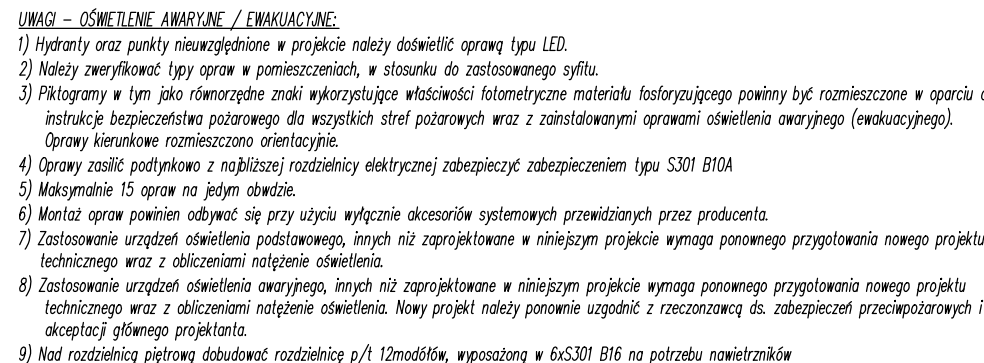 UWAGI – OŚWIETLENIE AWARYJNE / EWAKUACYJNE:
1) Hydranty oraz punkty nieuwzględnione w projekcie należy doświetlić oprawą typu LED.
2) Należy zweryfikować typy opraw w pomieszczeniach, w stosunku do zastosowanego syfitu.
3) Piktogramy w tym jako równorzędne znaki wykorzystujące właściwości fotometryczne materiału fosforyzującego powinny być rozmieszczone w oparciu o
instrukcje bezpieczeństwa pożarowego dla wszystkich stref pożarowych wraz z zainstalowanymi oprawami oświetlenia awaryjnego (ewakuacyjnego).
Oprawy kierunkowe rozmieszczono orientacyjnie.
4) Oprawy zasilić podtynkowo z najbliższej rozdzielnicy elektrycznej zabezpieczyć zabezpieczeniem typu S301 B10A
5) Maksymalnie 15 opraw na jedym obwdzie.
6) Montaż opraw powinien odbywać się przy użyciu wyłącznie akcesoriów systemowych przewidzianych przez producenta.
7) Zastosowanie urządzeń oświetlenia podstawowego, innych niż zaprojektowane w niniejszym projekcie wymaga ponownego przygotowania nowego projektu
technicznego wraz z obliczeniami natężenie oświetlenia.
8) Zastosowanie urządzeń oświetlenia awaryjnego, innych niż zaprojektowane w niniejszym projekcie wymaga ponownego przygotowania nowego projektu
technicznego wraz z obliczeniami natężenie oświetlenia. Nowy projekt należy ponownie uzgodnić z rzeczonzawcą ds. zabezpieczeń przeciwpożarowych i
akceptacji głównego projektanta.
9) Nad rozdzielnicą piętrową dobudować rozdzielnicę p/t 12modółów, wyposażoną w 6xS301 B16 na potrzebu nawietrzników